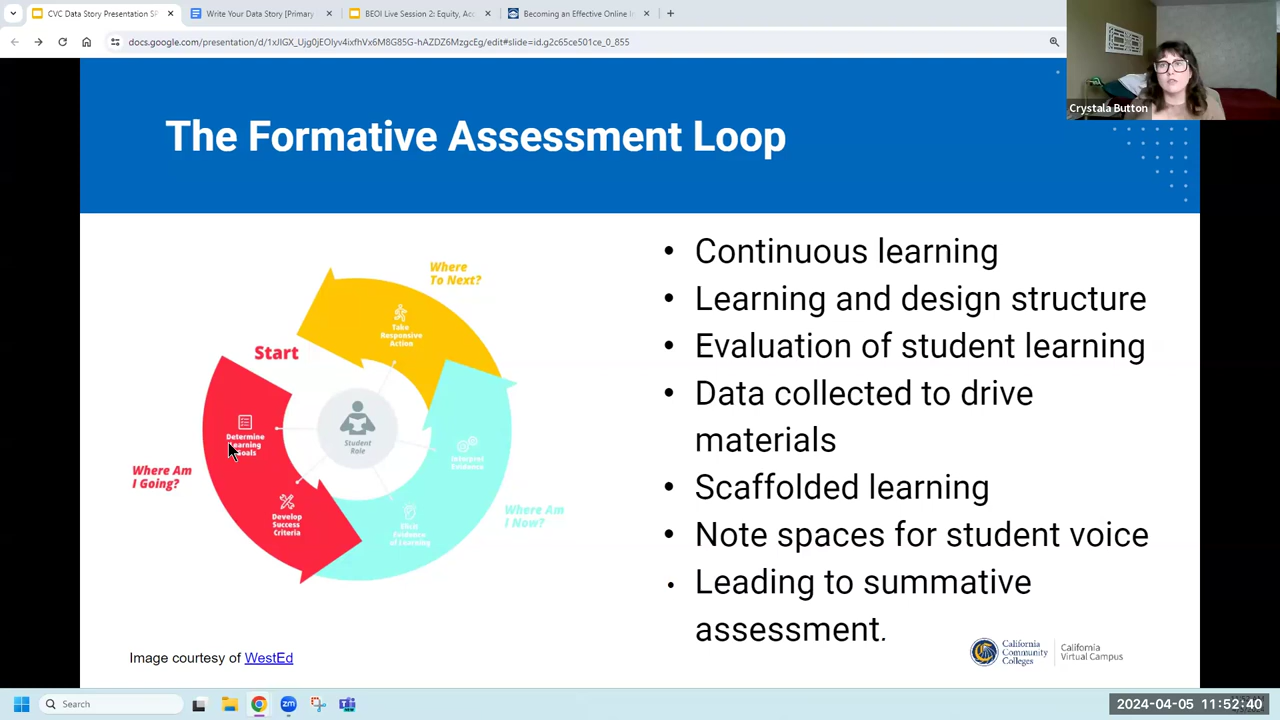 CVC Data Story Presentation SP
Write Your Data Story [Primary
BEOI Live Session 2: Equity, Acc
Becoming an Effective Online I
docs.google.com/presentation/d/1xJIGX_Ujg0jEOlyv4ixfhVx6M8G85G-hAZDZ6MzgcEg/edit#slide=id.g2c65ce501ce_0_855
Crystala Button
The Formative Assessment Loop
Where
To Next?
Take
Responsive
Action
Start
Determine
Learning
Goals
Student
Role
Interpret
Evidence
Where Am
I Going?
Develop
Success
Criteria
Elicit
Evidence
of Learning
Where Am
I Now?
Image courtesy of WestEd
• Continuous learning
• Learning and design structure
• Evaluation of student learning
• Data collected to drive
materials
• Scaffolded learning
• Note spaces for student voice
• Leading to summative
assessment.
California
Community
Colleges
California
Virtual Campus
Search
2024-04-05 11:52:40